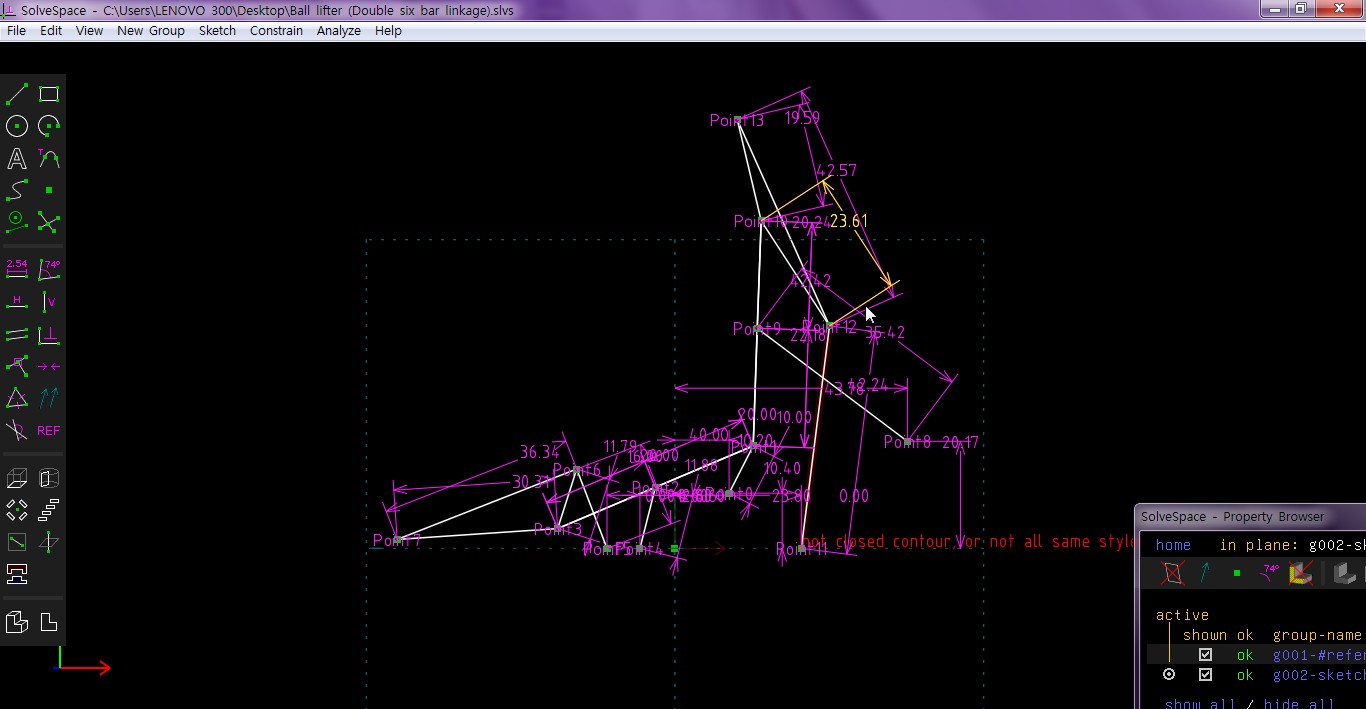 SolveSpace - C:\Users\LENOVO 300\Desktop\Ball lifter (Double six bar linkage).slvs
File Edit View New Group Sketch Constrain Analyze Help
Point13 19.59
42.57
20.24 23.61
42.42
Point9 Point12
22.18 35.42
43.78 42.24
20.00 10.00
40.00 10.20 Point8 20.17
36.34 11.79
Point6 11.88 10.40
30.31 Point2 Point0 23.80 0.00
Point3
Point7 Point5 Point4 Point11 not closed contour, or not all same style
2.54 74°
H V
REF
SolveSpace - Property Browser
home in plane: g002-sk
74°
active
shown ok group-name
ok g001-#refer
ok g002-sketch
show all / hide all